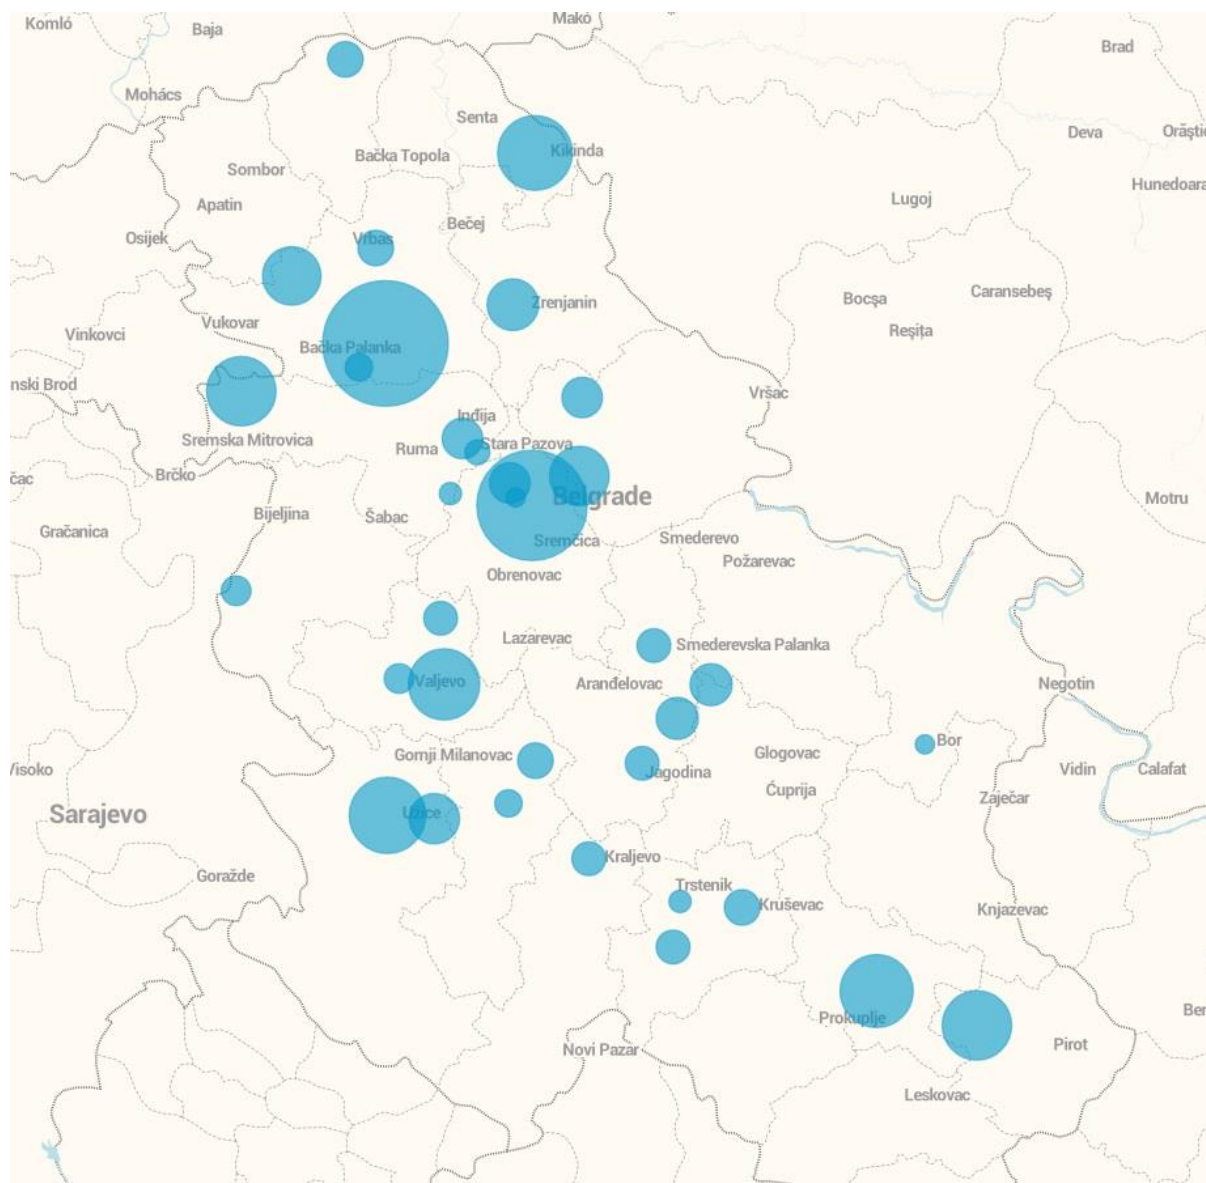 Komló
Baja
Makó
Brad
Mohács
Senta
Deva
Orăștie
Bačka Topola
Kikinda
Sombor
Hunedoara
Apatin
Lugoj
Bečej
Osijek
Vrbas
Caransebeș
Bocșa
Zrenjanin
Vukovar
Reșița
Vinkovci
Bačka Palanka
nski Brod
Vršac
Inđija
Sremska Mitrovica
Ruma
Stara Pazova
Brčko
čac
Belgrade
Motru
Bijeljina
Šabac
Gračanica
Sremčica
Smederevo
Požarevac
Obrenovac
Lazarevac
Smederevska Palanka
Valjevo
Aranđelovac
Negotin
Bor
Gornji Milanovac
Glogovac
Visoko
Jagodina
Vidin
Calafat
Ćuprija
Zaječar
Sarajevo
Užice
Kraljevo
Goražde
Trstenik
Kruševac
Knjazevac
Ber
Prokuplje
Novi Pazar
Pirot
Leskovac